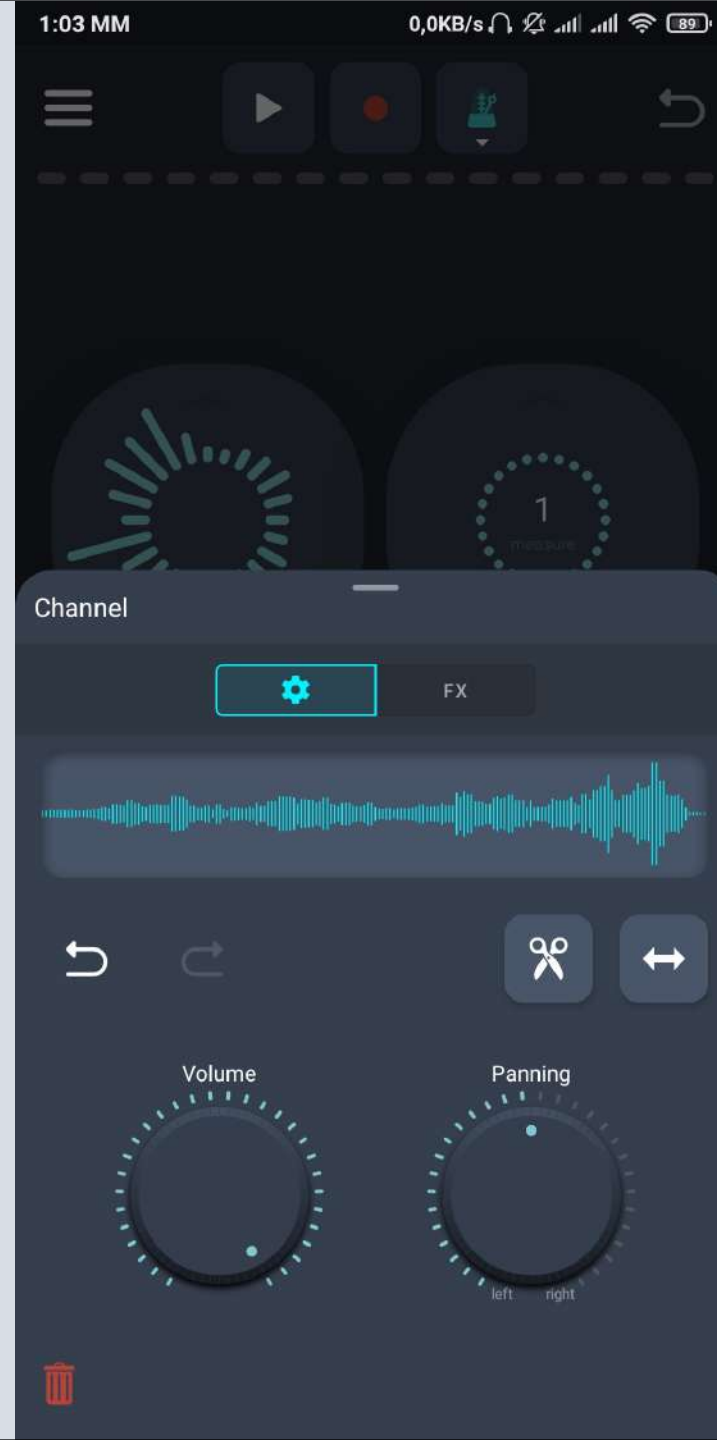 1:03 MM 0,0KB/s 89
1
measure
Channel
FX
Volume Panning
left right